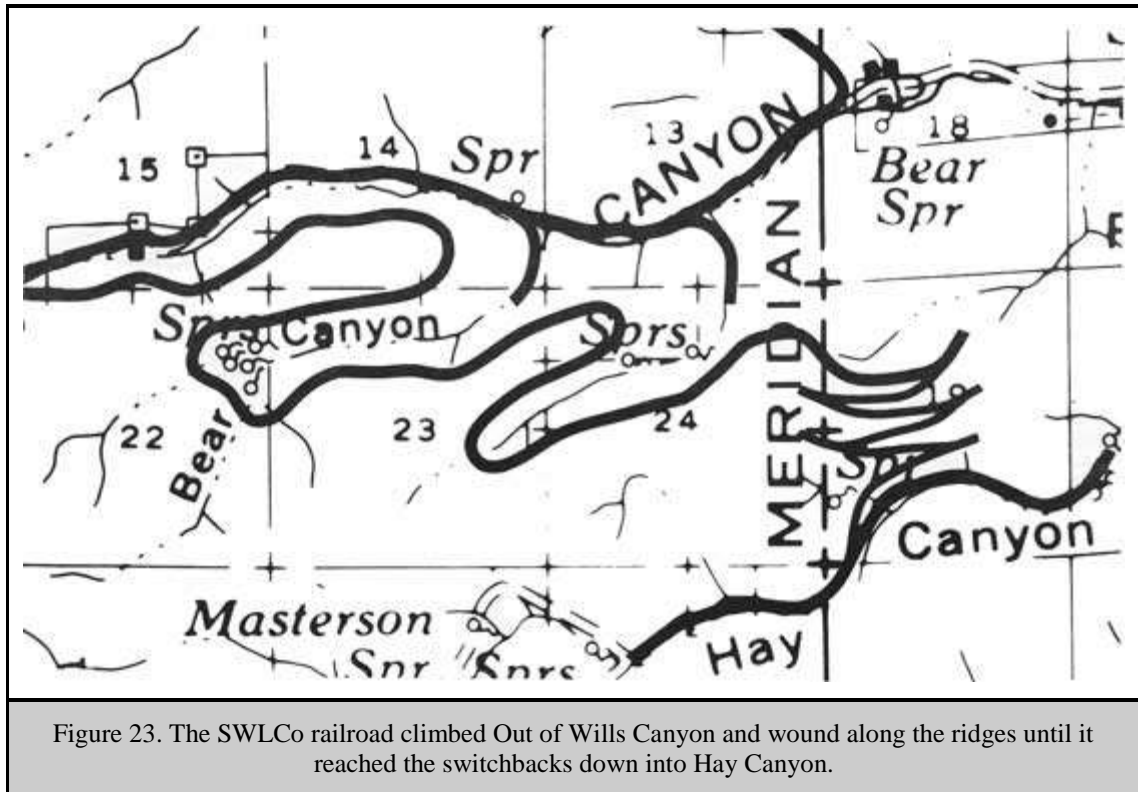 13
18
14
15
Spr
CANYON
Bear
Spr
MERIDIAN
Sprs
Canyon
Sprs
22
Bear
23
24
Spr
Canyon
Masterson
Spr
Sprs
Hay
Figure 23. The SWLCo railroad climbed Out of Wills Canyon and wound along the ridges until it
reached the switchbacks down into Hay Canyon.